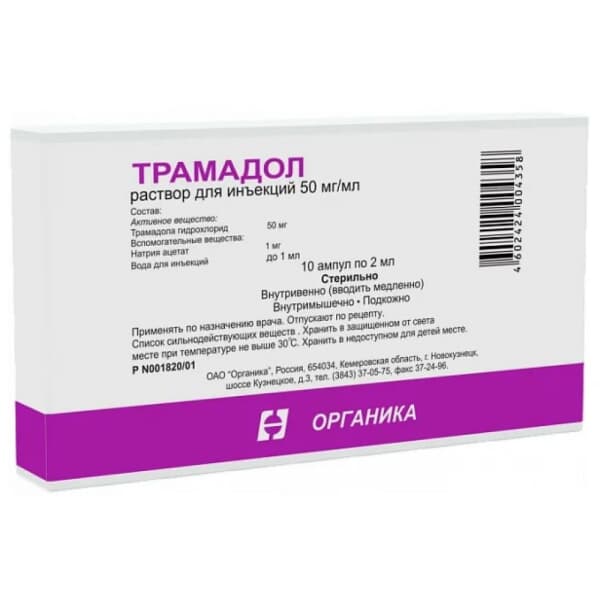 ТРАМАДОЛ
раствор для инъекций 50 мг/мл
Состав:
Активное вещество:
Трамадола гидрохлорид 50 мг
Вспомогательные вещества:
Натрия ацетат 1 мг
Вода для инъекций до 1 мл
10 ампул по 2 мл
Стерильно
Внутривенно (вводить медленно)
Внутримышечно • Подкожно
Применять по назначению врача. Отпускают по рецепту.
Список сильнодействующих веществ . Хранить в защищенном от света
месте при температуре не выше 30°С. Хранить в недоступном для детей месте.
Р N001820/01
ОАО "Органика", Россия, 654034, Кемеровская область, г. Новокузнецк,
шоссе Кузнецкое, д.3, тел. (3843) 37-05-75, факс 37-24-96.
4602424004358
ОРГАНИКА